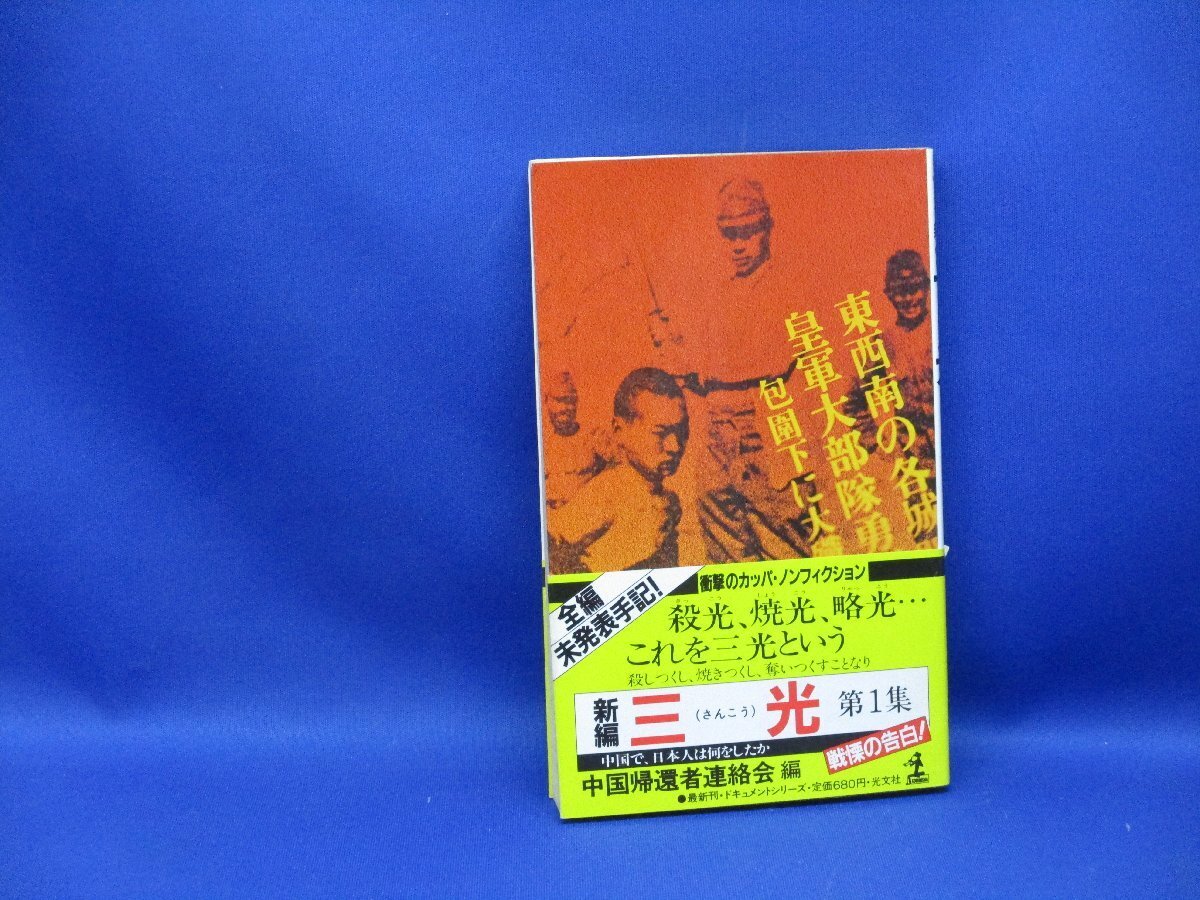 東西南の各城
皇軍大部隊勇
包圍下に大
全編
未発表手記!
衝撃のカッパ・ノンフィクション
殺光、焼光、略光…
これを三光という
殺しつくし、焼きつくし、奪いつくすことなり
新編 三(さんこう)光 第1集
中国で、日本人は何をしたか
戦慄の告白!
中国帰還者連絡会 編
●最新刊・ドキュメントシリーズ・定価680円・光文社